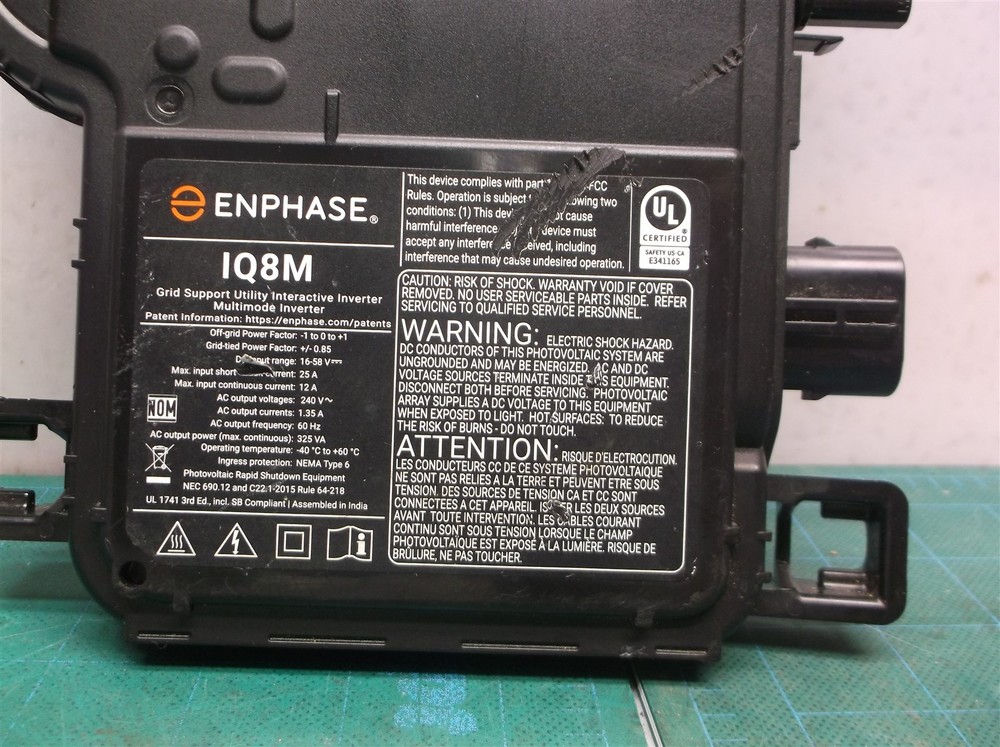 ENPHASE®
IQ8M
Grid Support Utility Interactive Inverter
Multimode Inverter
Patent Information: https://enphase.com/patents
Off-grid Power Factor: -1 to 0 to +1
Grid-tied Power Factor: +/- 0.85
range: 16-58 V⎓
Max. input short current: 25 A
Max. input continuous current: 12 A
AC output voltages: 240 V~
AC output currents: 1.35 A
AC output frequency: 60 Hz
AC output power (max. continuous): 325 VA
Operating temperature: -40 °C to +60 °C
Ingress protection: NEMA Type 6
Photovoltaic Rapid Shutdown Equipment
NEC 690.12 and C22.1-2015 Rule 64-218
UL 1741 3rd Ed., incl. SB Compliant | Assembled in India
NOM
This device complies with part FCC
Rules. Operation is subject following two
conditions: (1) This cause
harmful interference device must
accept any received, including
interference that may cause undesired operation.
UL
CERTIFIED
SAFETY US-CA
E341165
CAUTION: RISK OF SHOCK. WARRANTY VOID IF COVER
REMOVED. NO USER SERVICEABLE PARTS INSIDE. REFER
SERVICING TO QUALIFIED SERVICE PERSONNEL.
WARNING: ELECTRIC SHOCK HAZARD.
DC CONDUCTORS OF THIS PHOTOVOLTAIC SYSTEM ARE
UNGROUNDED AND MAY BE ENERGIZED. AC AND DC
VOLTAGE SOURCES TERMINATE INSIDE THIS EQUIPMENT.
DISCONNECT BOTH BEFORE SERVICING. PHOTOVOLTAIC
ARRAY SUPPLIES A DC VOLTAGE TO THIS EQUIPMENT
WHEN EXPOSED TO LIGHT. HOT SURFACES: TO REDUCE
THE RISK OF BURNS - DO NOT TOUCH.
ATTENTION: RISQUE D'ELECTROCUTION.
LES CONDUCTEURS CC DE CE SYSTEME PHOTOVOLTAIQUE
NE SONT PAS RELIES A LA TERRE ET PEUVENT ETRE SOUS
TENSION. DES SOURCES DE TENSION CA ET CC SONT
CONNECTEES A CET APPAREIL. ISOLER LES DEUX SOURCES
AVANT TOUTE INTERVENTION. LES CABLES COURANT
CONTINU SONT SOUS TENSION LORSQUE LE CHAMP
PHOTOVOLTAÏQUE EST EXPOSÉ À LA LUMIÈRE. RISQUE DE
BRÛLURE, NE PAS TOUCHER.